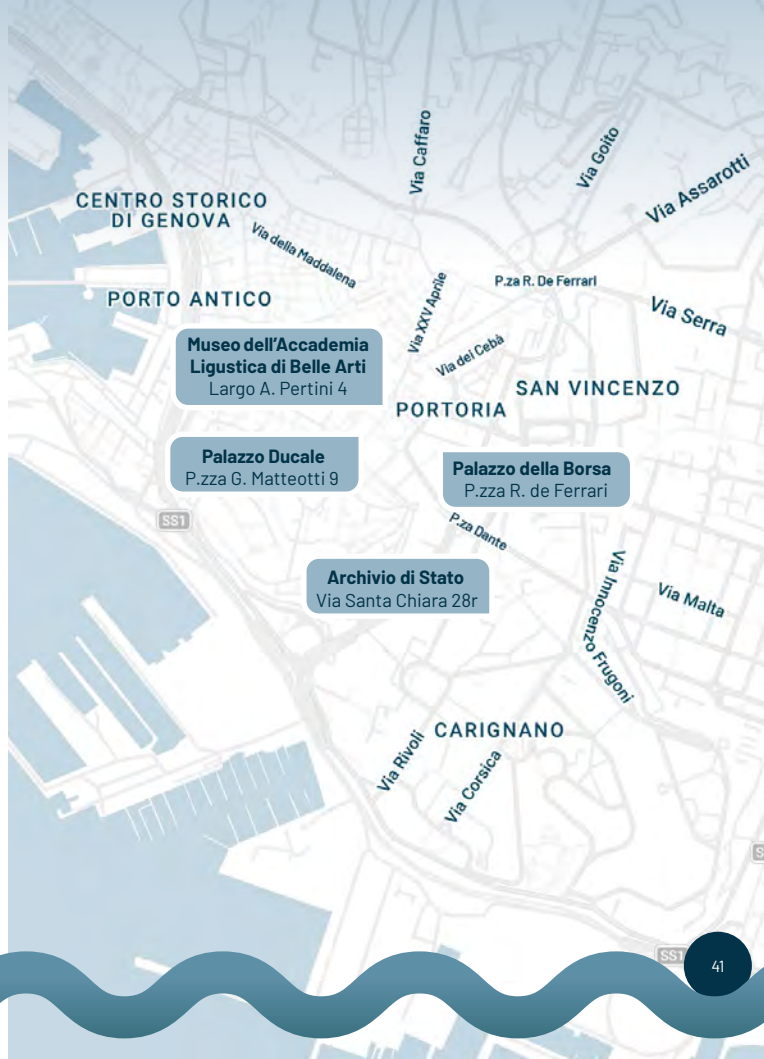 Via Caffaro
Via Goito
Via Assarotti
CENTRO STORICO
DI GENOVA
Via della Maddalena
P.za R. De Ferrari
PORTO ANTICO
Via XXV Aprile
Via Serra
Museo dell'Accademia
Ligustica di Belle Arti
Largo A. Pertini 4
Via dei Cebà
SAN VINCENZO
PORTORIA
Palazzo Ducale
P.zza G. Matteotti 9
Palazzo della Borsa
P.zza R. de Ferrari
SS1
P.za Dante
Archivio di Stato
Via Santa Chiara 28r
Via Innocenzo Frugoni
Via Malta
CARIGNANO
Via Rivoli
Via Corsica
SS1
41